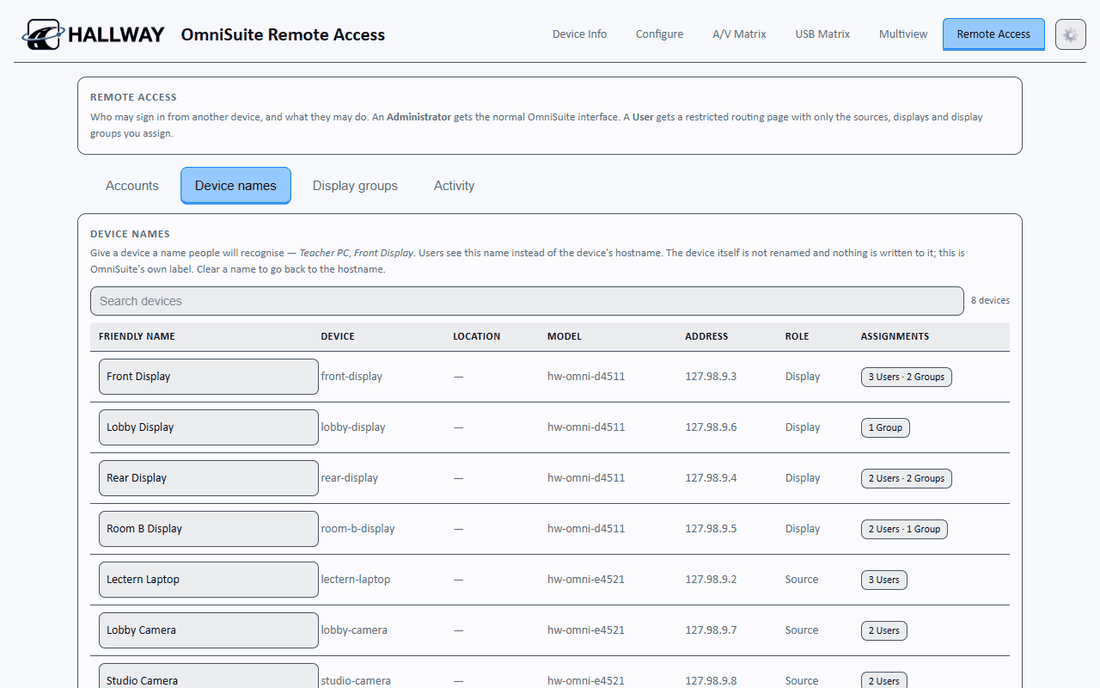 HALLWAY OmniSuite Remote Access Device Info Configure A/V Matrix USB Matrix Multiview Remote Access
REMOTE ACCESS
Who may sign in from another device, and what they may do. An Administrator gets the normal OmniSuite interface. A User gets a restricted routing page with only the sources, displays and display
groups you assign.
Accounts Device names Display groups Activity
DEVICE NAMES
Give a device a name people will recognise — Teacher PC, Front Display. Users see this name instead of the device's hostname. The device itself is not renamed and nothing is written to it; this is
OmniSuite's own label. Clear a name to go back to the hostname.
Search devices 8 devices
FRIENDLY NAME DEVICE LOCATION MODEL ADDRESS ROLE ASSIGNMENTS
Front Display front-display — hw-omni-d4511 127.98.9.3 Display 3 Users · 2 Groups
Lobby Display lobby-display — hw-omni-d4511 127.98.9.6 Display 1 Group
Rear Display rear-display — hw-omni-d4511 127.98.9.4 Display 2 Users · 2 Groups
Room B Display room-b-display — hw-omni-d4511 127.98.9.5 Display 2 Users · 1 Group
Lectern Laptop lectern-laptop — hw-omni-e4521 127.98.9.2 Source 3 Users
Lobby Camera lobby-camera — hw-omni-e4521 127.98.9.7 Source 2 Users
Studio Camera studio-camera — hw-omni-e4521 127.98.9.8 Source 2 Users